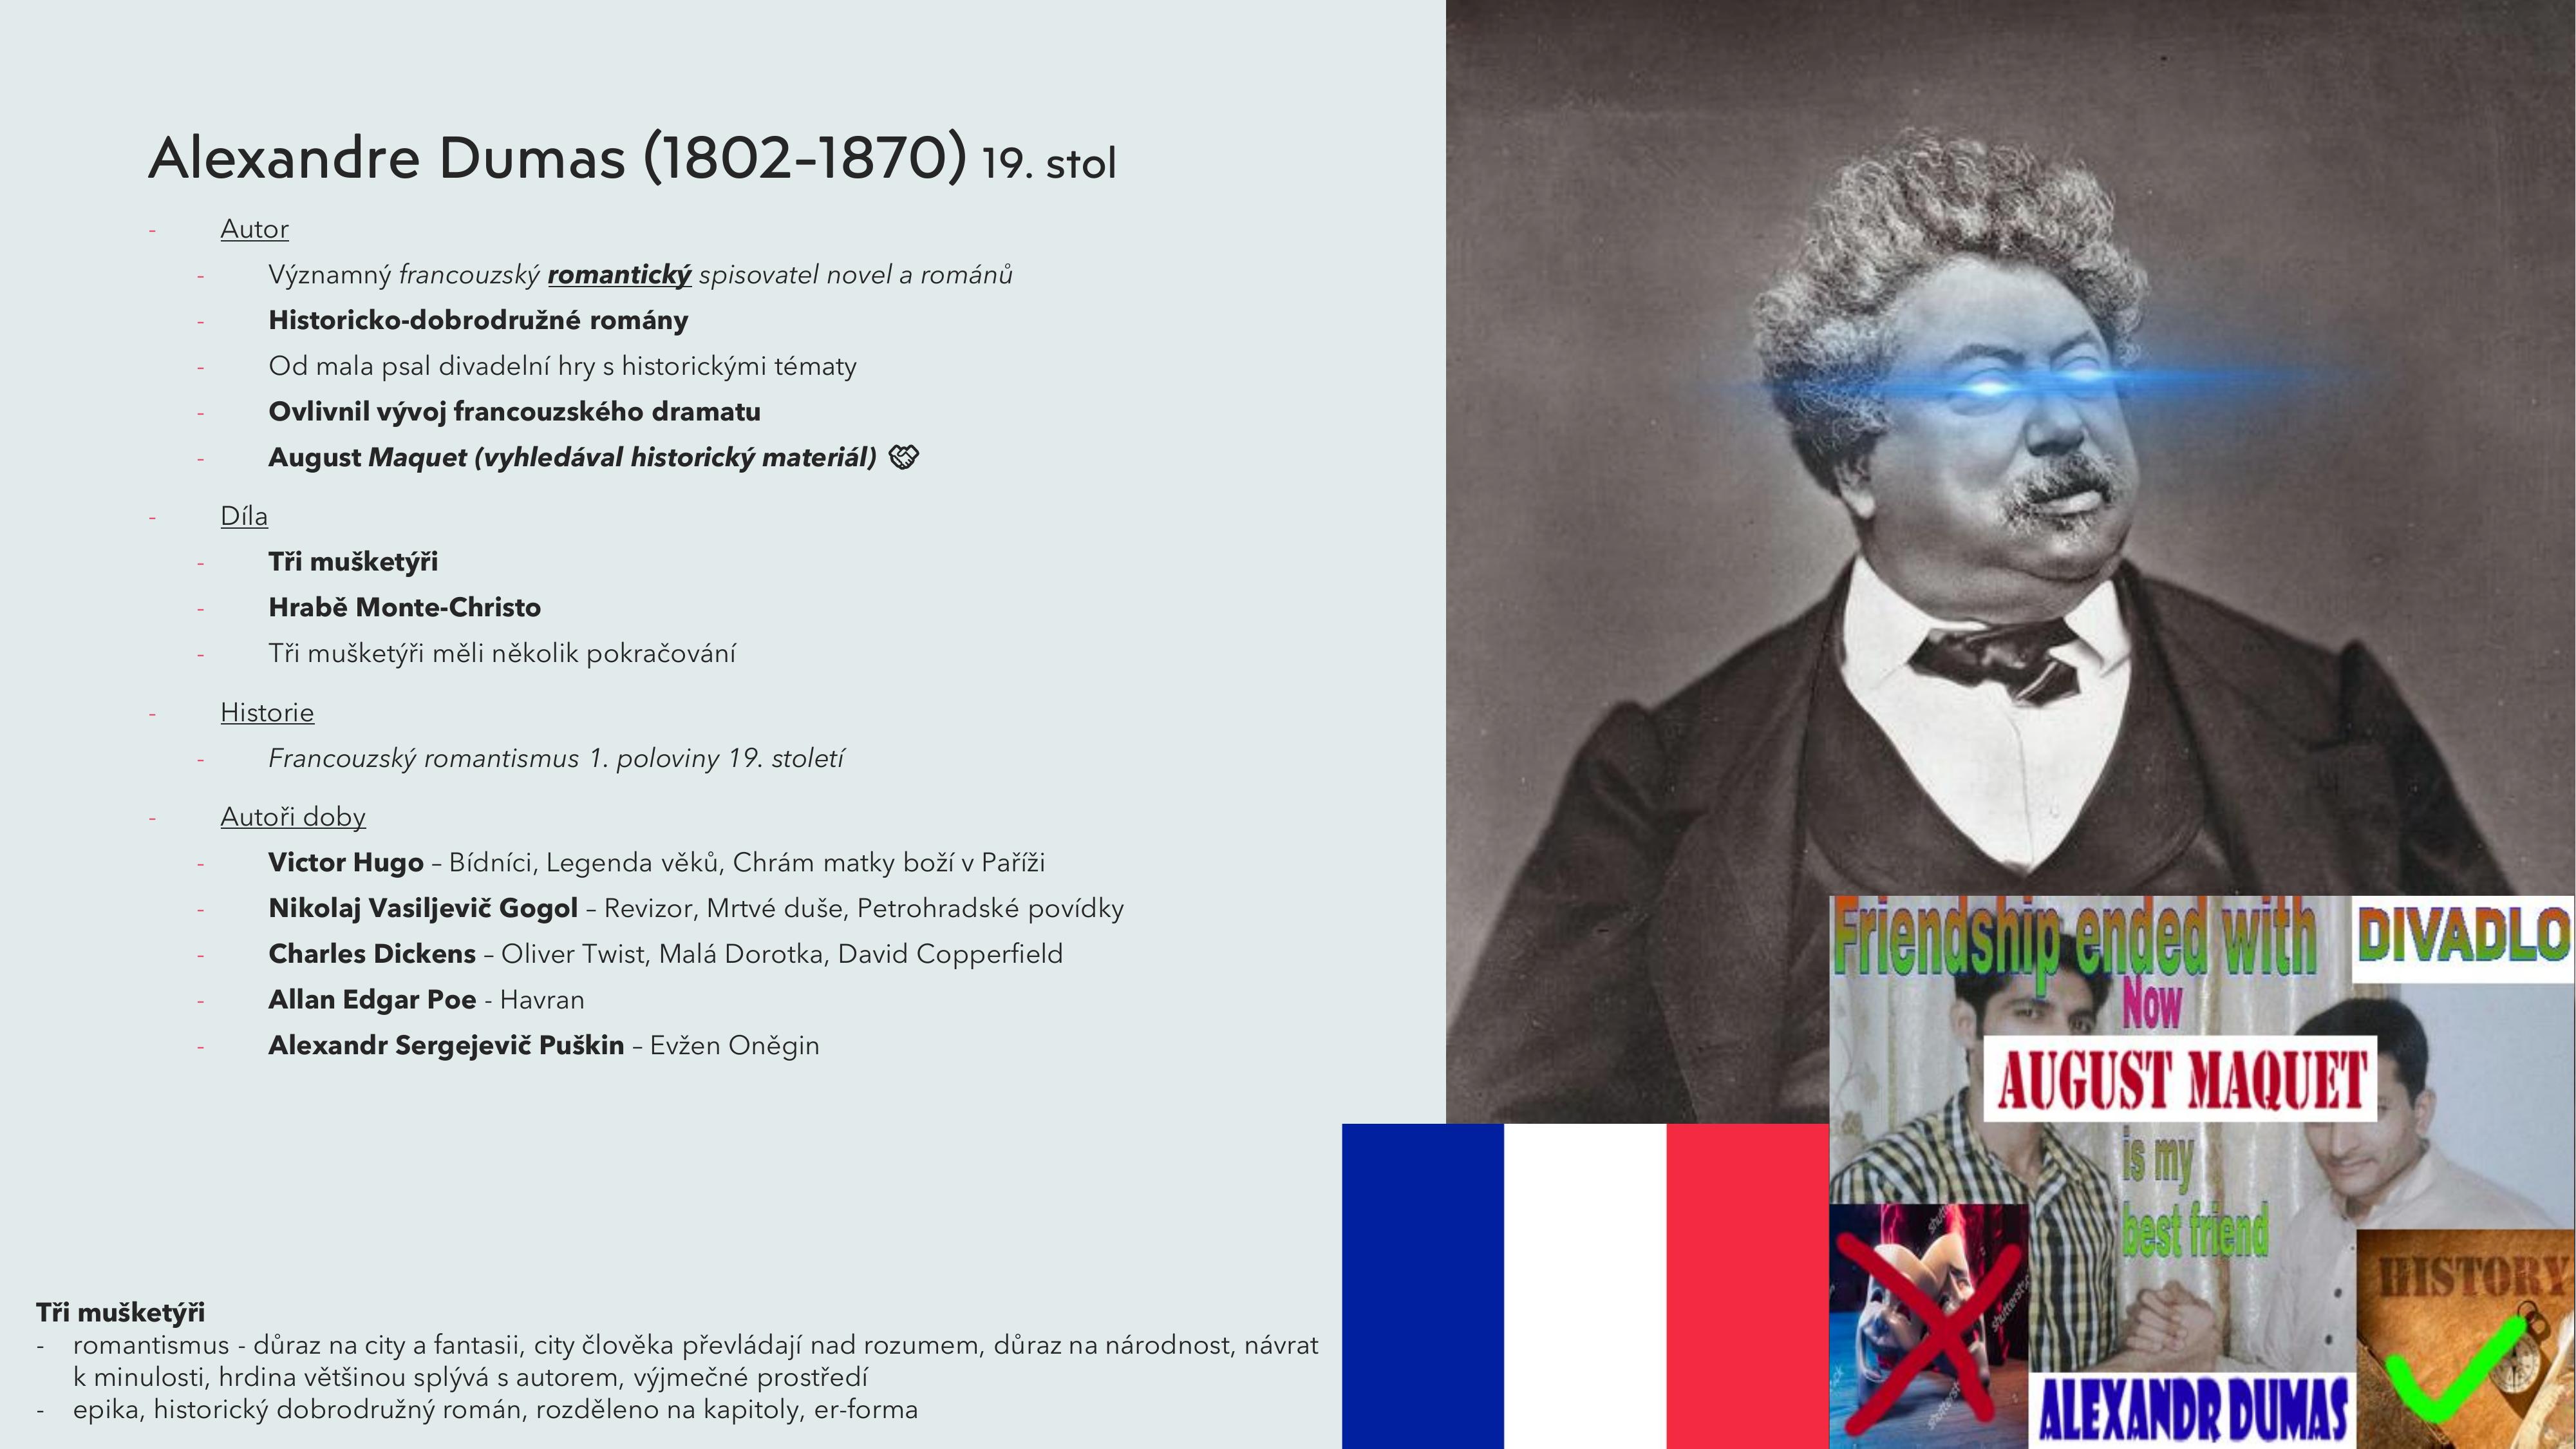 Alexandre Dumas (1802-1870) 19. stol
- Autor
- Významný francouzský romantický spisovatel novel a románů
- Historicko-dobrodružné romány
- Od mala psal divadelní hry s historickými tématy
- Ovlivnil vývoj francouzského dramatu
- August Maquet (vyhledával historický materiál)
- Díla
- Tři mušketýři
- Hrabě Monte-Christo
- Tři mušketýři měli několik pokračování
- Historie
- Francouzský romantismus 1. poloviny 19. století
- Autoři doby
- Victor Hugo – Bídníci, Legenda věků, Chrám matky boží v Paříži
- Nikolaj Vasiljevič Gogol – Revizor, Mrtvé duše, Petrohradské povídky
- Charles Dickens – Oliver Twist, Malá Dorotka, David Copperfield
- Allan Edgar Poe - Havran
- Alexandr Sergejevič Puškin – Evžen Oněgin
Tři mušketýři
- romantismus - důraz na city a fantasii, city člověka převládají nad rozumem, důraz na národnost, návrat
k minulosti, hrdina většinou splývá s autorem, výjmečné prostředí
- epika, historický dobrodružný román, rozděleno na kapitoly, er-forma
Friendship ended with DIVADLO
Now
AUGUST MAQUET
is my
best friend
HISTORY
ALEXANDR DUMAS